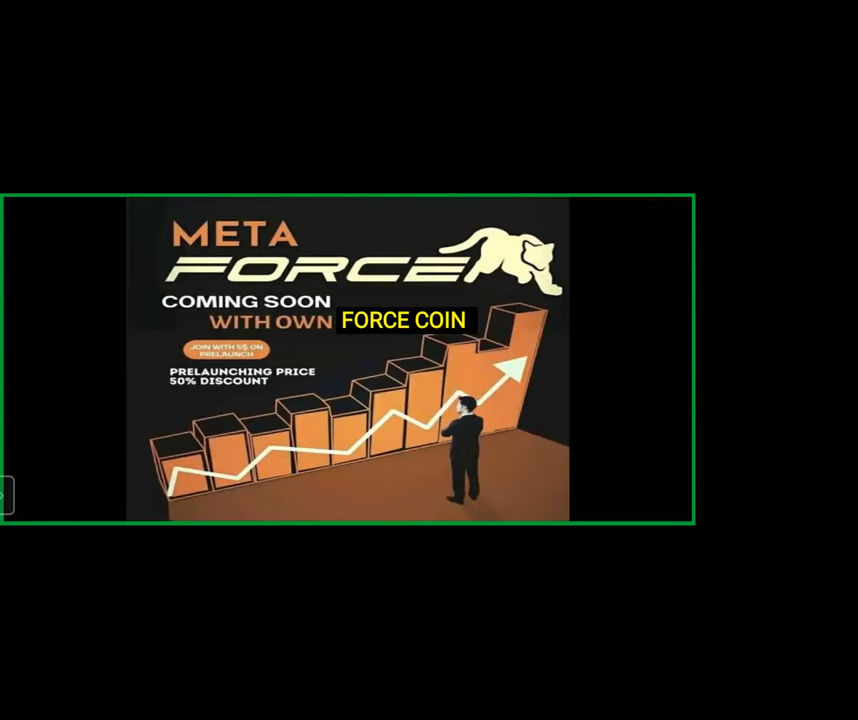 META
FORCE
COMING SOON
WITH OWN FORCE COIN
JOIN WITH 5$ ON
PRELAUNCH
PRELAUNCHING PRICE
50% DISCOUNT